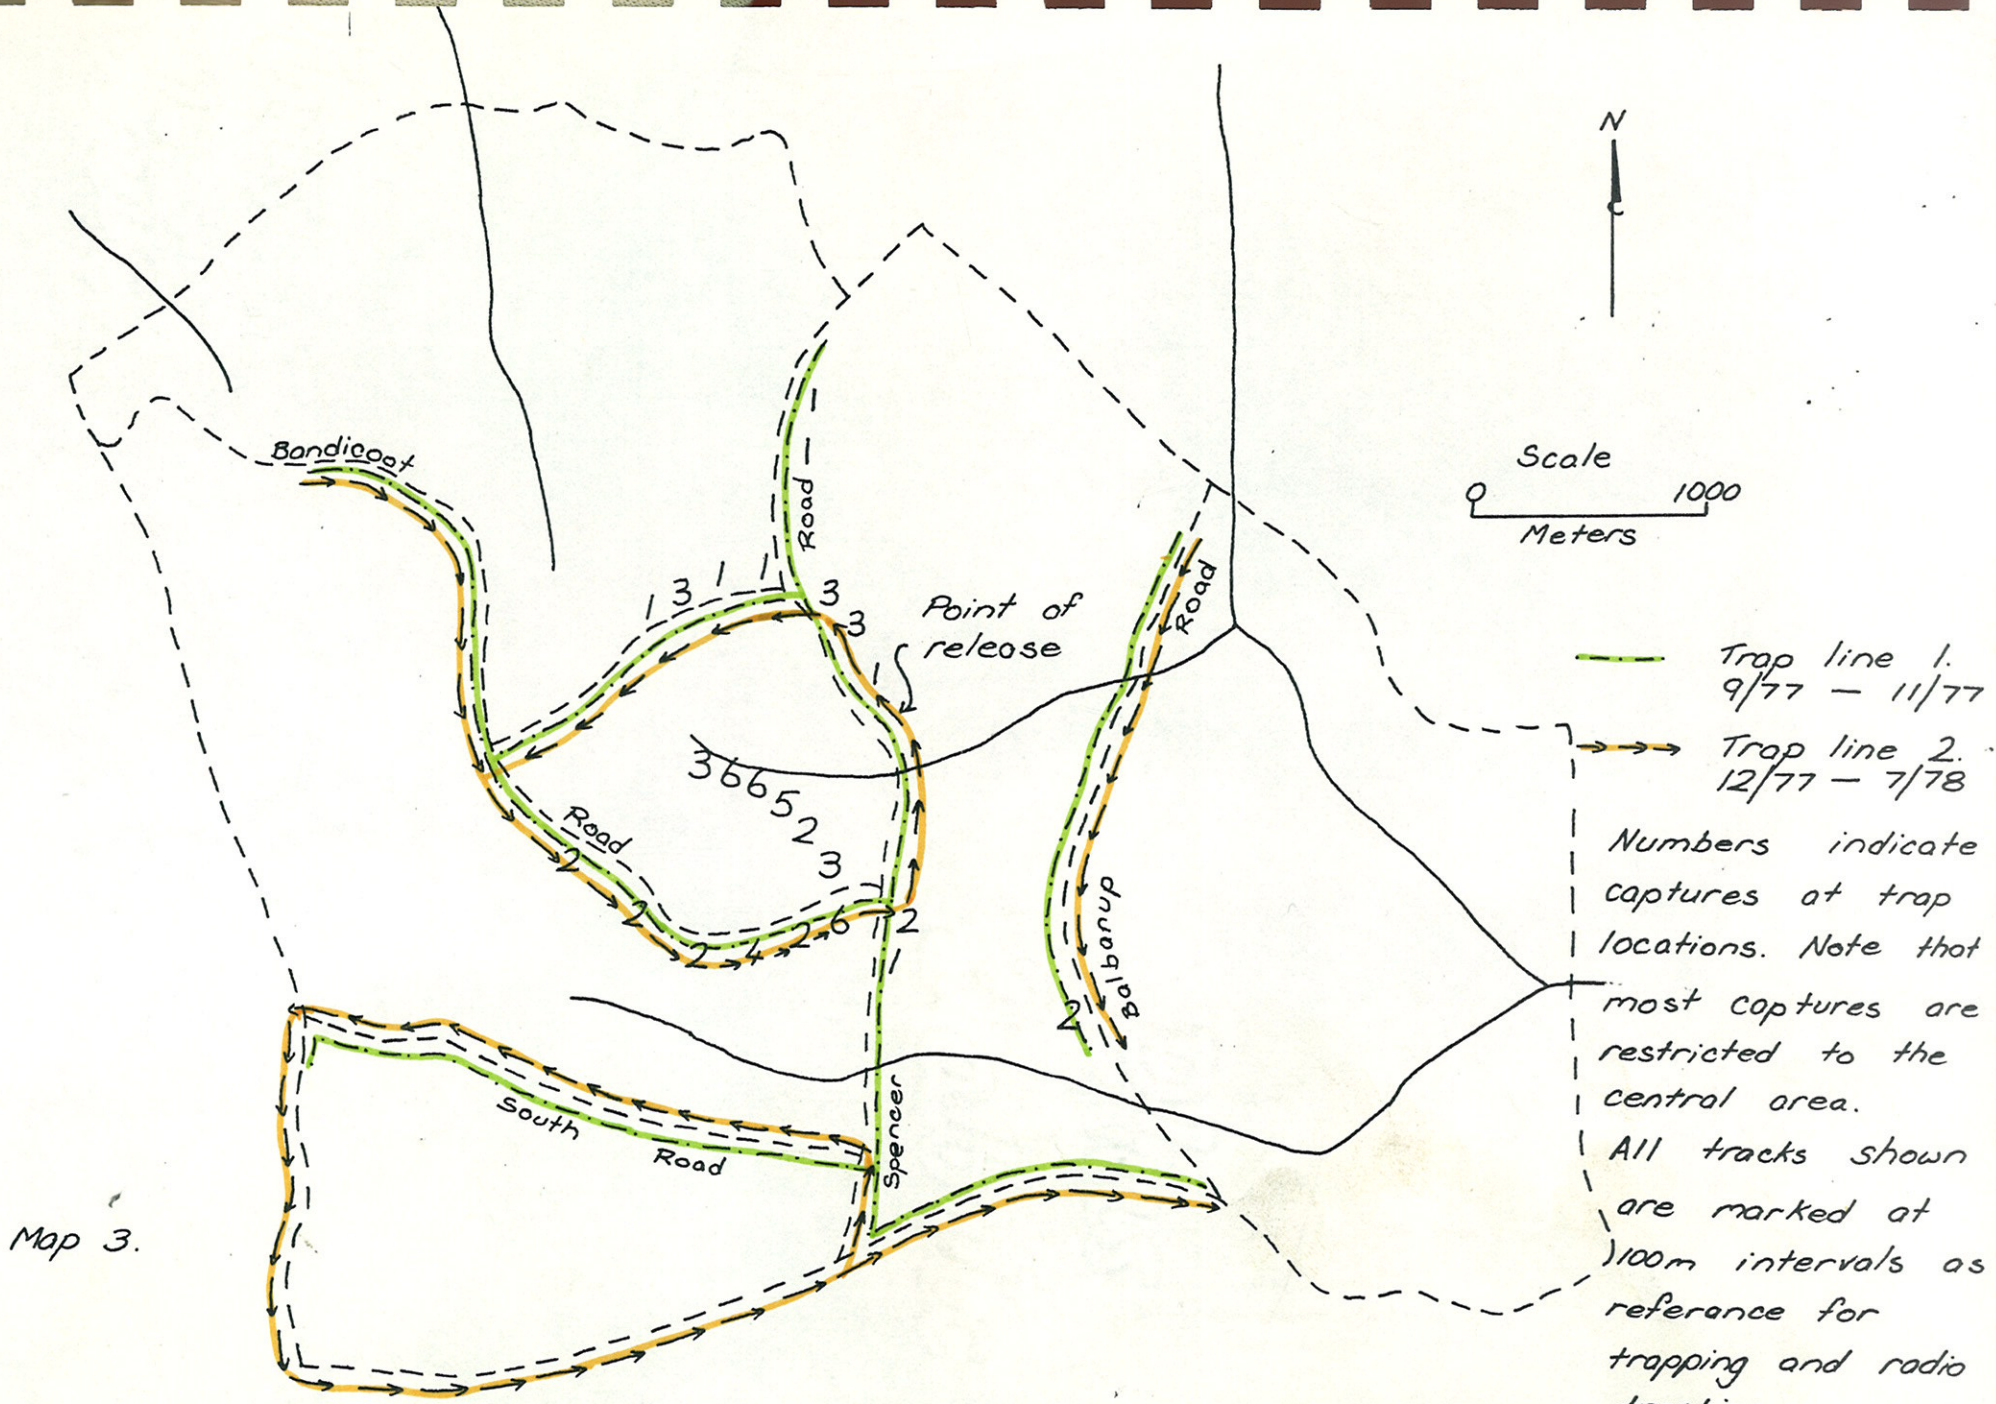 N
Scale
0 1000
Meters
Bandicoot
Road
Road
Road
Point of
release
1 3 1 1
3
3
1
3 6 6 5 2 3
Road
2 2 2 4 2 6 2
1
Balgund
2
Spencer
South
Road
Trap line 1.
9/77 — 11/77
Trap line 2.
12/77 — 7/78
Numbers indicate
captures at trap
locations. Note that
most captures are
restricted to the
central area.
All tracks shown
are marked at
100m intervals as
referance for
trapping and radio
Map 3.